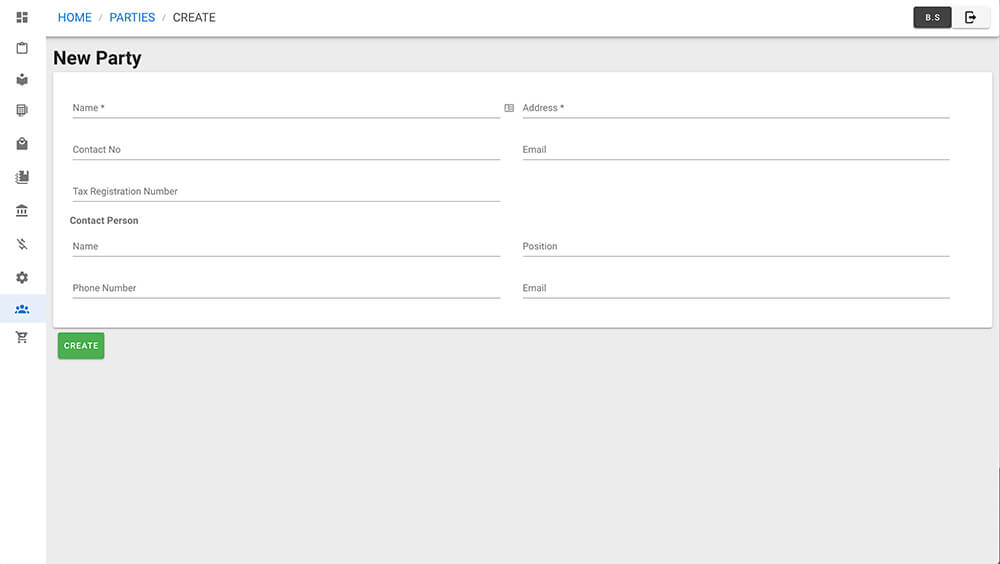 HOME / PARTIES / CREATE
B.S
New Party
Name *
Address *
Contact No
Email
Tax Registration Number
Contact Person
Name
Position
Phone Number
Email
CREATE